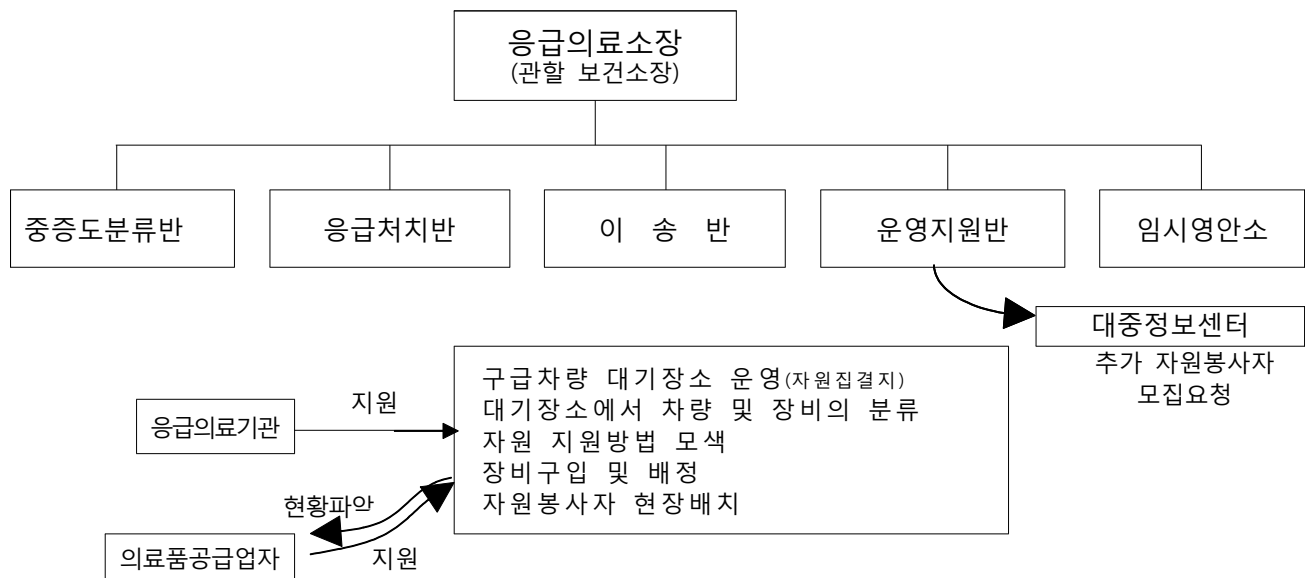 응급의료소장
(관할 보건소장)
중증도분류반
응급처치반
이 송 반
운영지원반
임시영안소
대중정보센터
추가 자원봉사자
모집요청
구급차량 대기장소 운영(자원집결지)
대기장소에서 차량 및 장비의 분류
자원 지원방법 모색
장비구입 및 배정
자원봉사자 현장배치
지원
응급의료기관
현황파악
의료품공급업자
지원